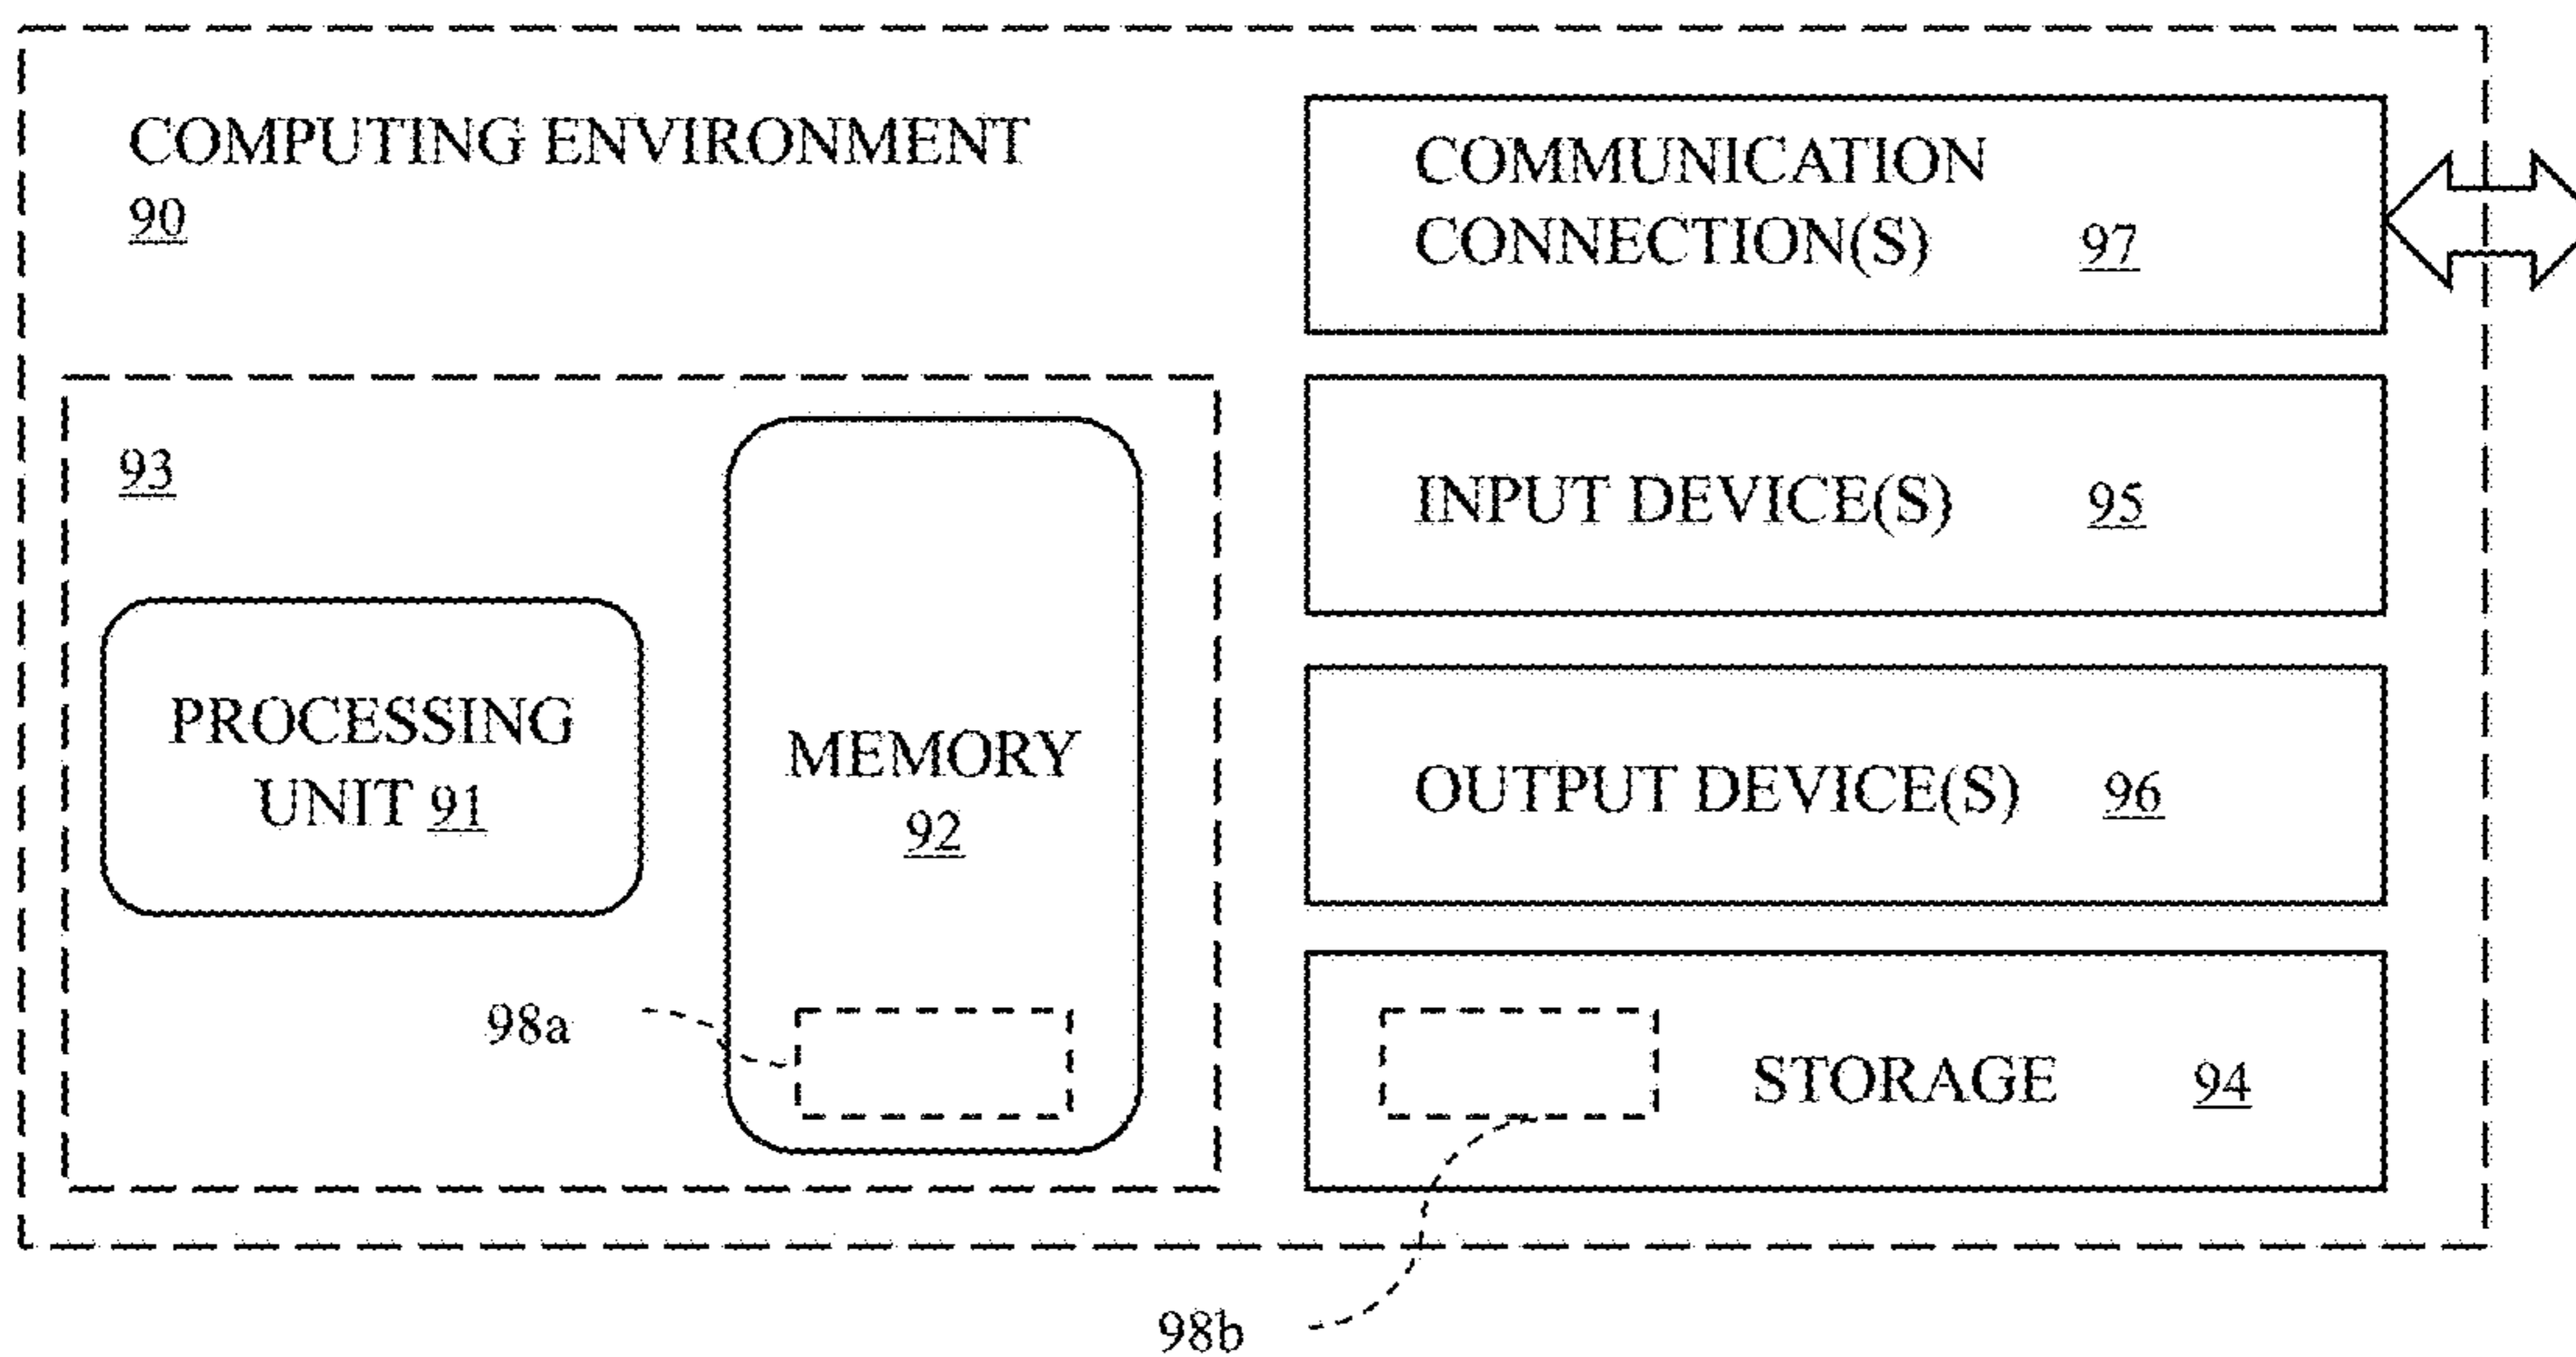 COMPUTING ENVIRONMENT
90
COMMUNICATION
CONNECTION(S) 97
93
PROCESSING
UNIT 91
MEMORY
92
98a
INPUT DEVICE(S) 95
OUTPUT DEVICE(S) 96
STORAGE 94
98b